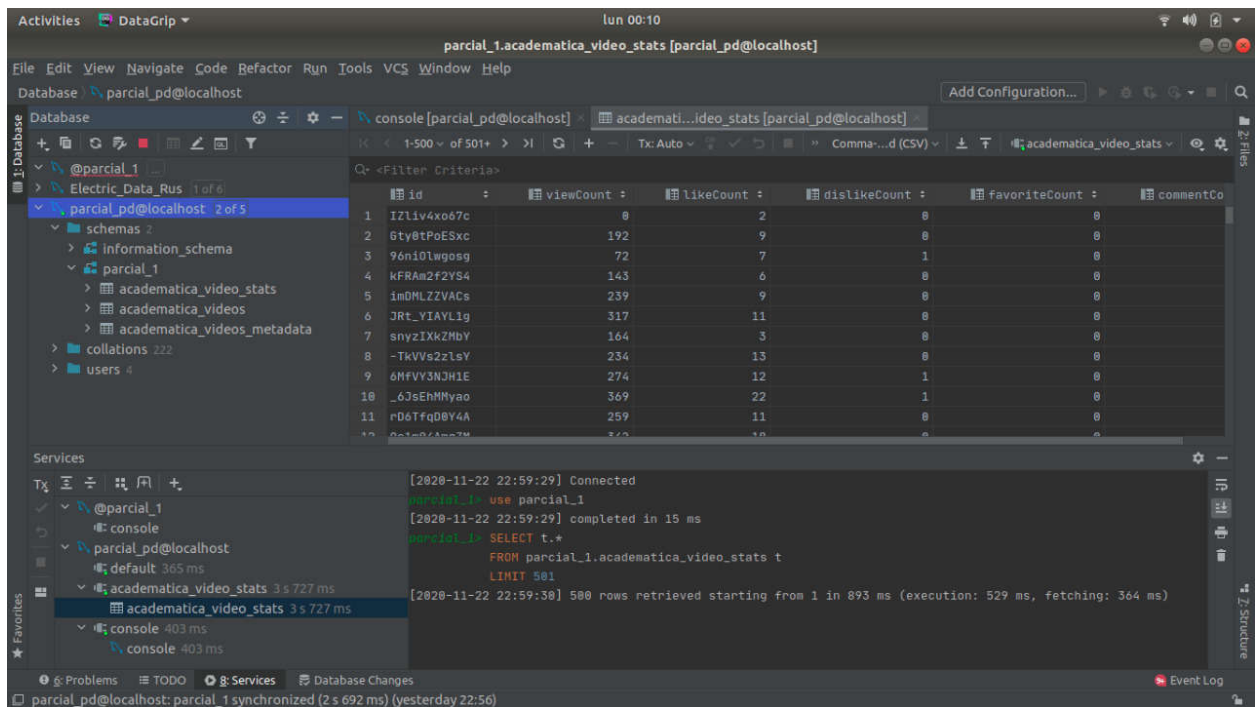 Activities DataGrip lun 00:10
parcial_1.academatica_video_stats [parcial_pd@localhost]
File Edit View Navigate Code Refactor Run Tools VCS Window Help
Database parcial_pd@localhost Add Configuration...
1: Database
Database
@parcial_1 ...
Electric_Data_Rus 1 of 6
parcial_pd@localhost 2 of 5
schemas 2
information_schema
parcial_1
academatica_video_stats
academatica_videos
academatica_videos_metadata
collations 222
users 4
console [parcial_pd@localhost] academati...ideo_stats [parcial_pd@localhost]
1-500 of 501+ Tx: Auto Comma-...d (CSV) academatica_video_stats
<Filter Criteria>
id viewCount likeCount dislikeCount favoriteCount commentCo
1 IZliv4xo67c 0 2 0 0
2 Gty0tPoESxc 192 9 0 0
3 96niOlwgosg 72 7 1 0
4 kFRAm2f2YS4 143 6 0 0
5 imDMLZZVACs 239 9 0 0
6 JRt_YIAYL1g 317 11 0 0
7 snyzIXkZMbY 164 3 0 0
8 -TkVVs2zlsY 234 13 0 0
9 6MfVY3NJH1E 274 12 1 0
10 _6JsEhMMyao 369 22 1 0
11 rD6TfqD0Y4A 259 11 0 0
2: Files
Services
Tx
@parcial_1
console
parcial_pd@localhost
default 365 ms
academatica_video_stats 3 s 727 ms
academatica_video_stats 3 s 727 ms
console 403 ms
console 403 ms
[2020-11-22 22:59:29] Connected
parcial_1> use parcial_1
[2020-11-22 22:59:29] completed in 15 ms
parcial_1> SELECT t.*
FROM parcial_1.academatica_video_stats t
LIMIT 501
[2020-11-22 22:59:30] 500 rows retrieved starting from 1 in 893 ms (execution: 529 ms, fetching: 364 ms)
Favorites
Z: Structure
6: Problems TODO 8: Services Database Changes Event Log
parcial_pd@localhost: parcial_1 synchronized (2 s 692 ms) (yesterday 22:56)